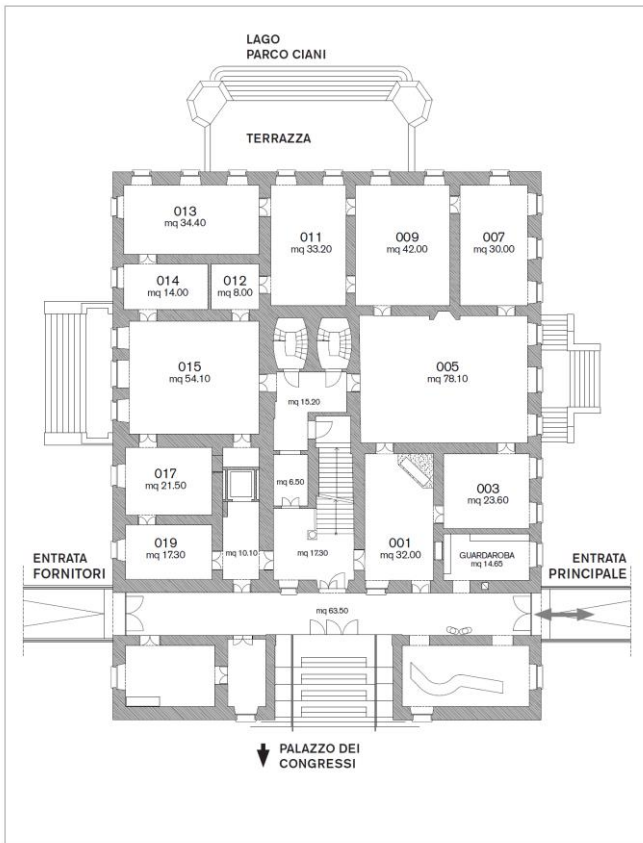 LAGO
PARCO CIANI
TERRAZZA
013
mq 34.40
011
mq 33.20
009
mq 42.00
007
mq 30.00
014
mq 14.00
012
mq 8.00
015
mq 54.10
005
mq 78.10
mq 15.20
017
mq 21.50
mq 6.50
003
mq 23.60
019
mq 17.30
mq 10.10
mq 17.30
001
mq 32.00
GUARDAROBA
mq 14.65
ENTRATA
FORNITORI
ENTRATA
PRINCIPALE
mq 63.50
PALAZZO DEI
CONGRESSI